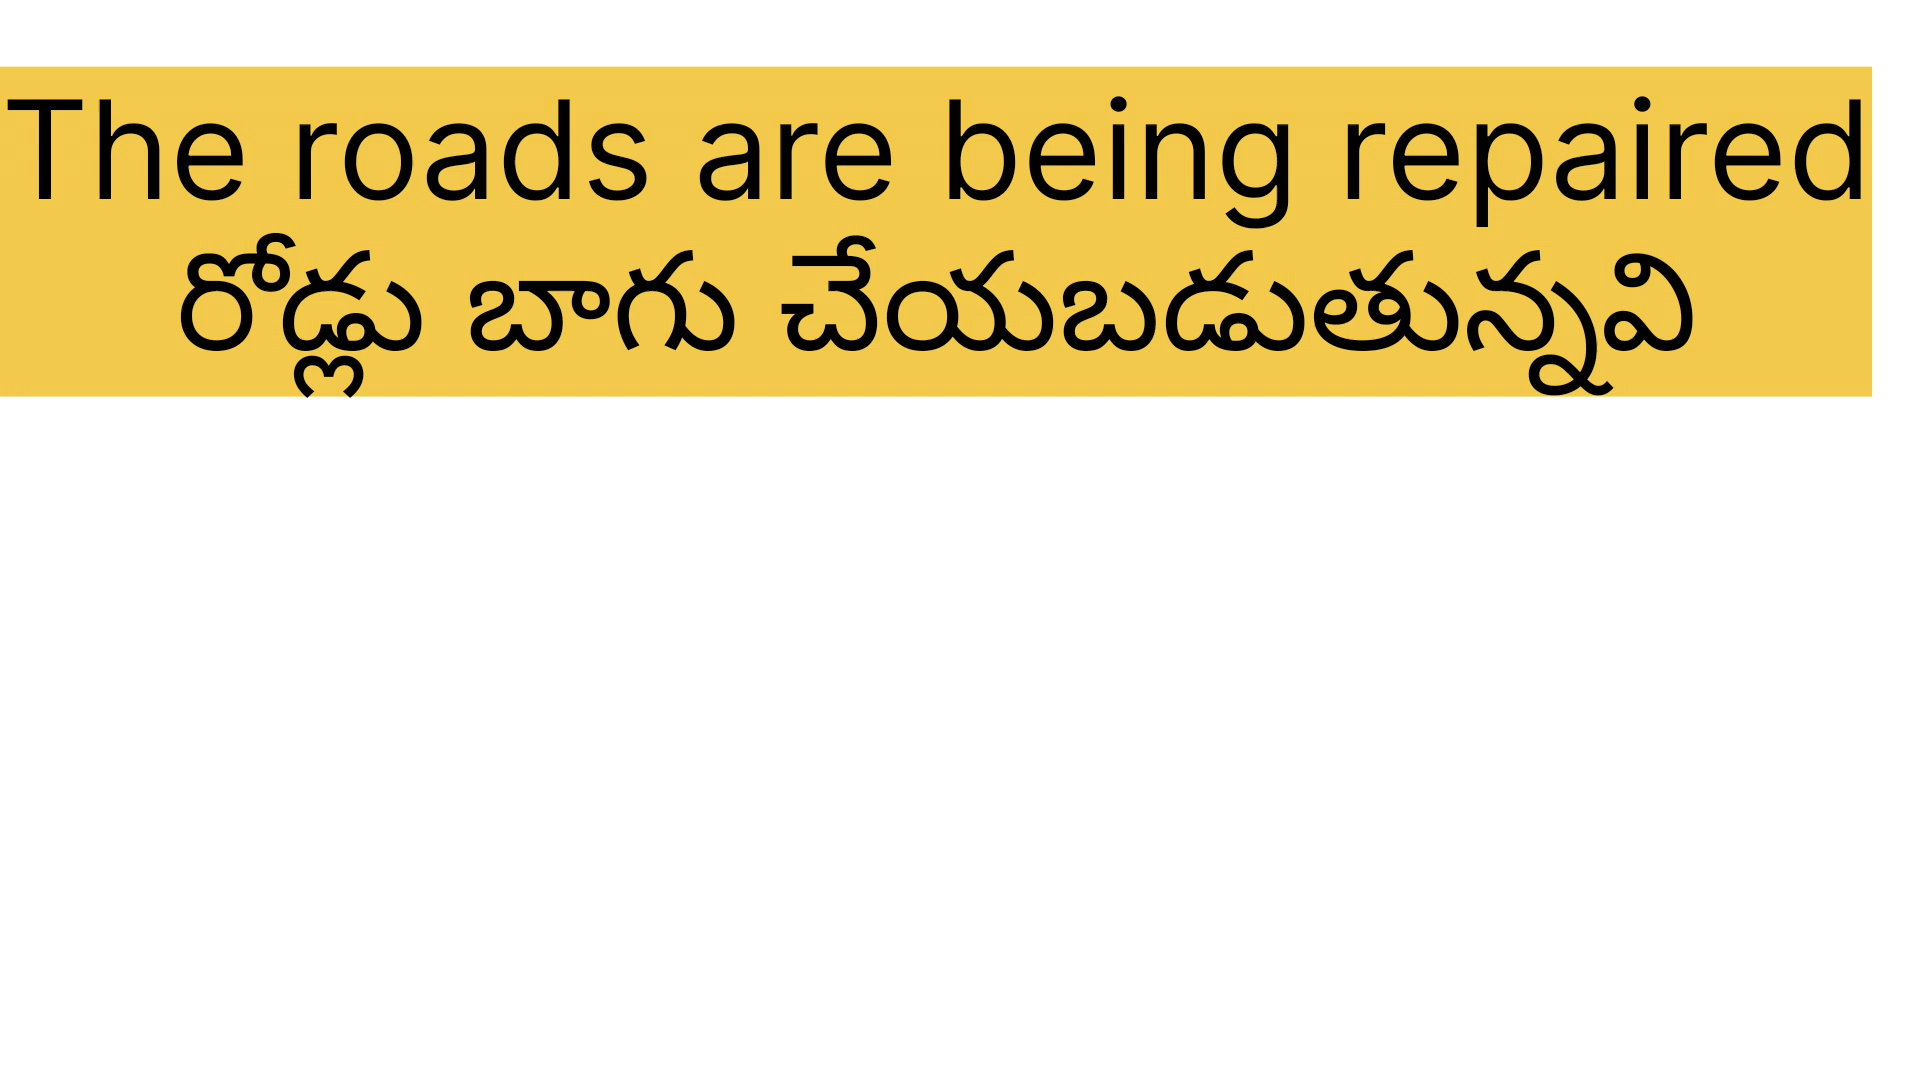 The roads are being repaired
రోడ్లు బాగు చేయబడుతున్నవి